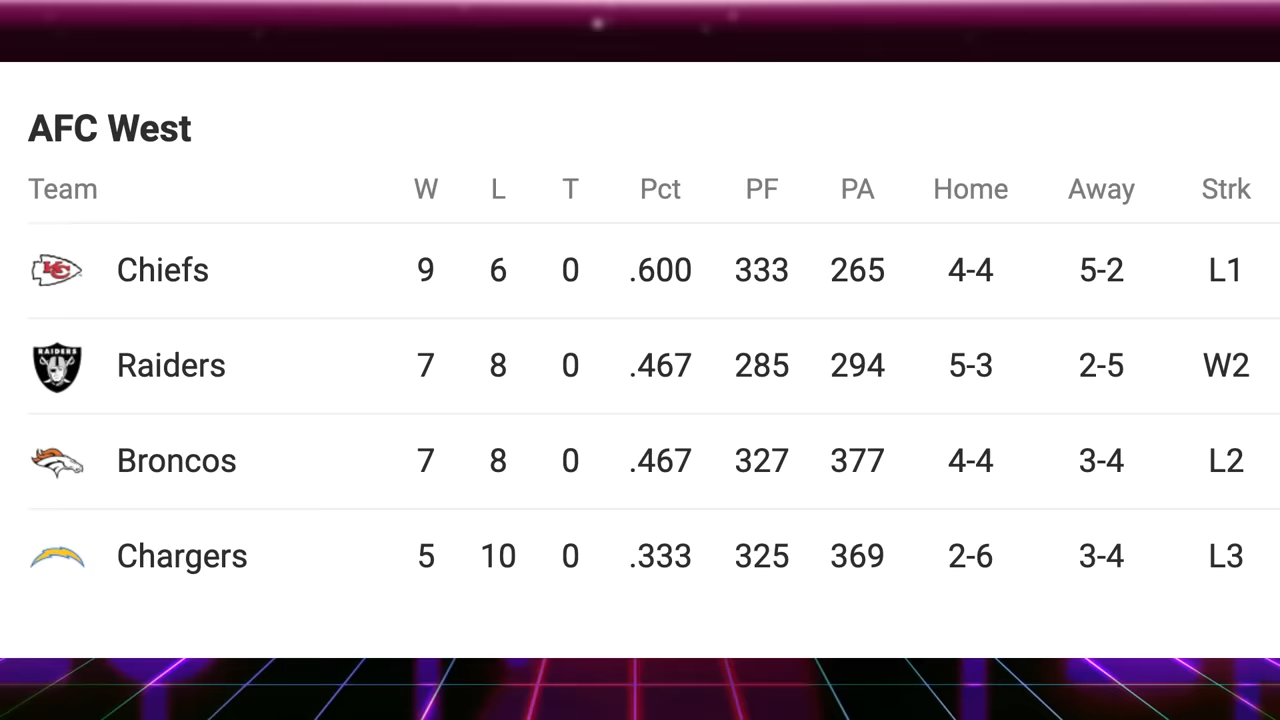 AFC West
Team W L T Pct PF PA Home Away Strk
Chiefs 9 6 0 .600 333 265 4-4 5-2 L1
RAIDERS Raiders 7 8 0 .467 285 294 5-3 2-5 W2
Broncos 7 8 0 .467 327 377 4-4 3-4 L2
Chargers 5 10 0 .333 325 369 2-6 3-4 L3